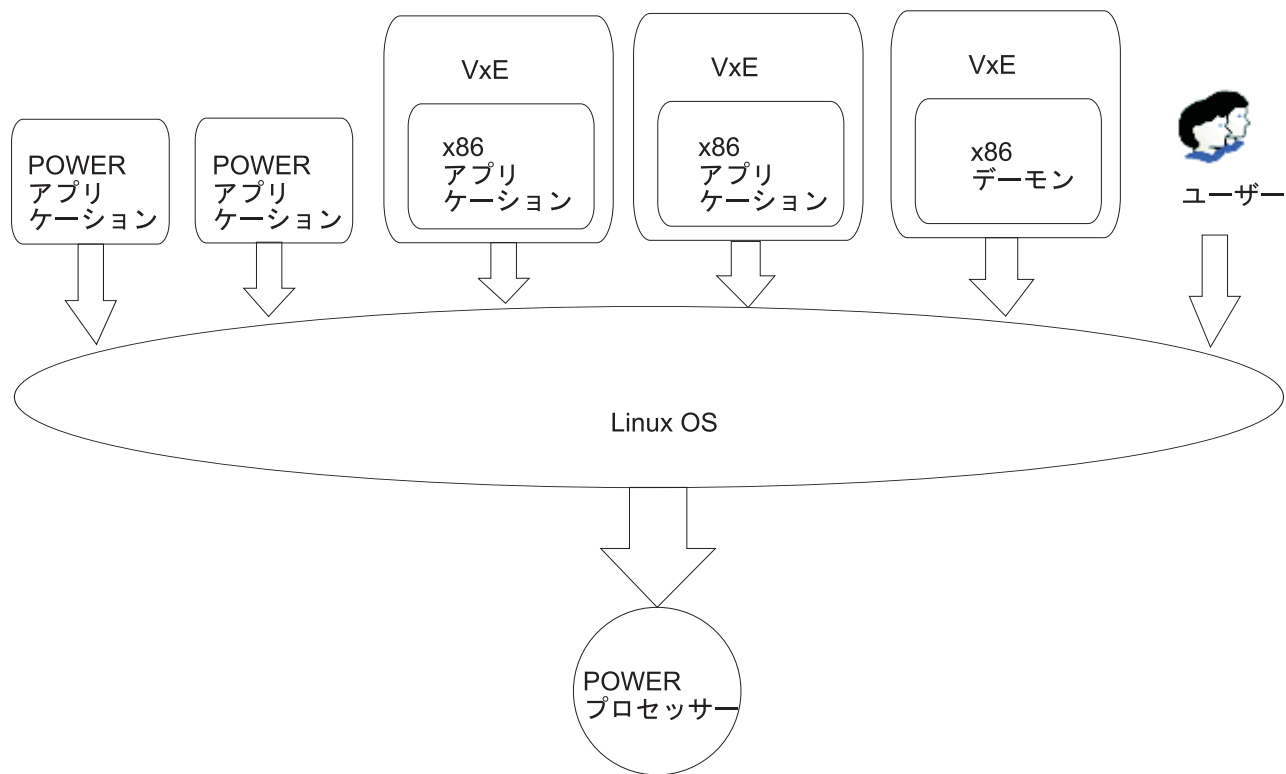 VxE
VxE
VxE
POWER
アプリ
ケーション
POWER
アプリ
ケーション
x86
アプリ
ケーション
x86
アプリ
ケーション
x86
デーモン
ユーザー
Linux OS
POWER
プロセッサー